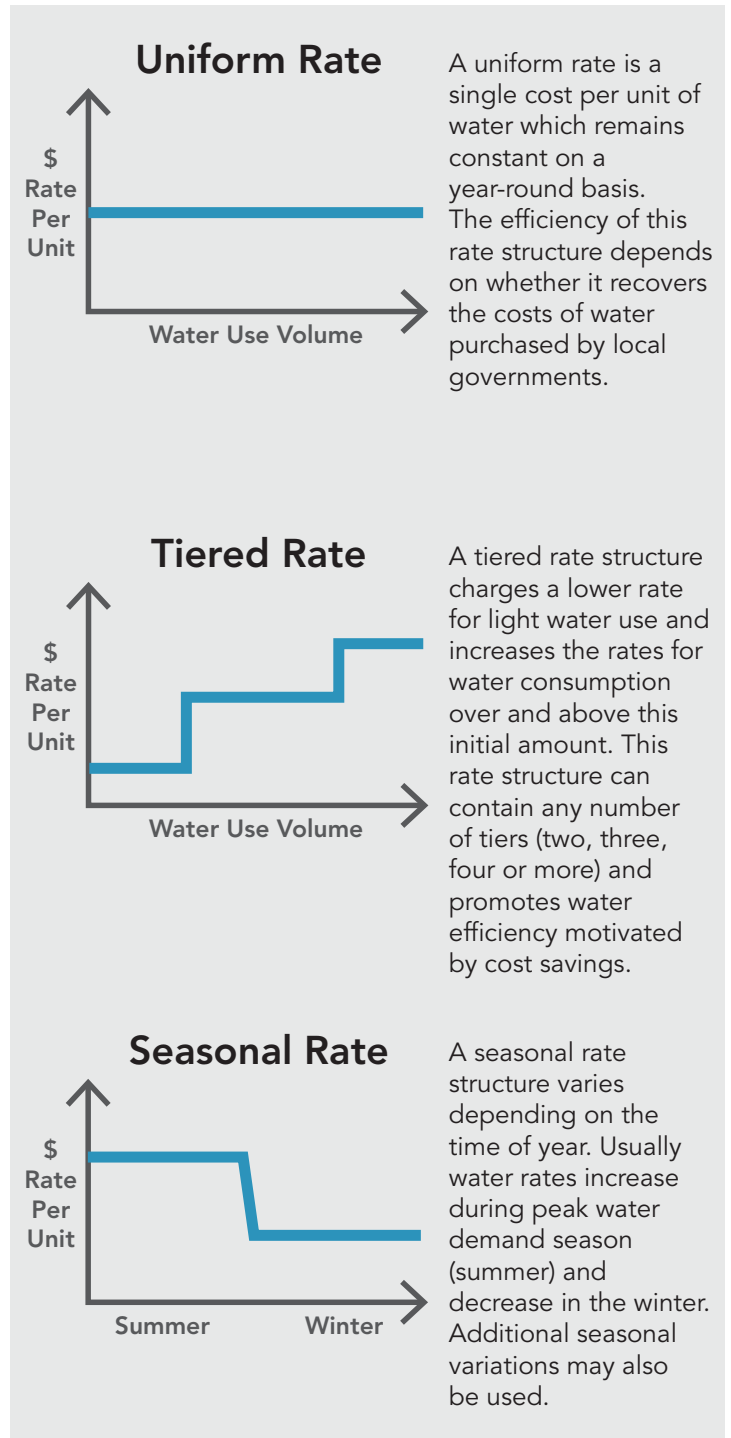 Uniform Rate
$
Rate
Per
Unit
Water Use Volume
A uniform rate is a
single cost per unit of
water which remains
constant on a
year-round basis.
The efficiency of this
rate structure depends
on whether it recovers
the costs of water
purchased by local
governments.
Tiered Rate
$
Rate
Per
Unit
Water Use Volume
A tiered rate structure
charges a lower rate
for light water use and
increases the rates for
water consumption
over and above this
initial amount. This
rate structure can
contain any number
of tiers (two, three,
four or more) and
promotes water
efficiency motivated
by cost savings.
Seasonal Rate
$
Rate
Per
Unit
Summer
Winter
A seasonal rate
structure varies
depending on the
time of year. Usually
water rates increase
during peak water
demand season
(summer) and
decrease in the winter.
Additional seasonal
variations may also
be used.